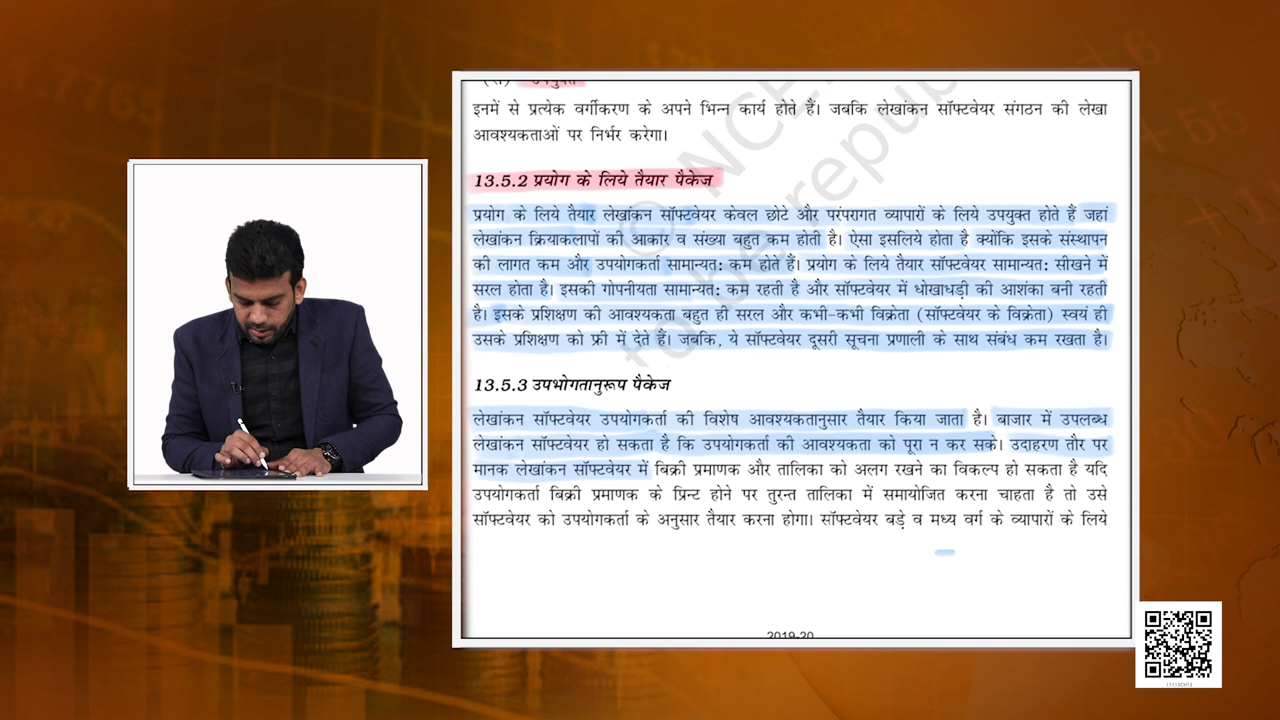 इनमें से प्रत्येक वर्गीकरण के अपने भिन्न कार्य होते हैं। जबकि लेखांकन सॉफ्टवेयर संगठन की लेखा
आवश्यकताओं पर निर्भर करेगा।
13.5.2 प्रयोग के लिये तैयार पैकेज
प्रयोग के लिये तैयार लेखांकन सॉफ्टवेयर केवल छोटे और परंपरागत व्यापारों के लिये उपयुक्त होते हैं जहां
लेखांकन क्रियाकलापों की आकार व संख्या बहुत कम होती है। ऐसा इसलिये होता है क्योंकि इसके संस्थापन
की लागत कम और उपयोगकर्ता सामान्यत: कम होते हैं। प्रयोग के लिये तैयार सॉफ्टवेयर सामान्यत: सीखने में
सरल होता है। इसकी गोपनीयता सामान्यत: कम रहती है और सॉफ्टवेयर में धोखाधड़ी की आशंका बनी रहती
है। इसके प्रशिक्षण की आवश्यकता बहुत ही सरल और कभी-कभी विक्रेता (सॉफ्टवेयर के विक्रेता) स्वयं ही
उसके प्रशिक्षण को फ्री में देते हैं। जबकि, ये सॉफ्टवेयर दूसरी सूचना प्रणाली के साथ संबंध कम रखता है।
13.5.3 उपभोगतानुरूप पैकेज
लेखांकन सॉफ्टवेयर उपयोगकर्ता की विशेष आवश्यकतानुसार तैयार किया जाता है। बाजार में उपलब्ध
लेखांकन सॉफ्टवेयर हो सकता है कि उपयोगकर्ता की आवश्यकता को पूरा न कर सके। उदाहरण तौर पर
मानक लेखांकन सॉफ्टवेयर में बिक्री प्रमाणक और तालिका को अलग रखने का विकल्प हो सकता है यदि
उपयोगकर्ता बिक्री प्रमाणक के प्रिन्ट होने पर तुरन्त तालिका में समायोजित करना चाहता है तो उसे
सॉफ्टवेयर को उपयोगकर्ता के अनुसार तैयार करना होगा। सॉफ्टवेयर बड़े व मध्य वर्ग के व्यापारों के लिये
2019-20